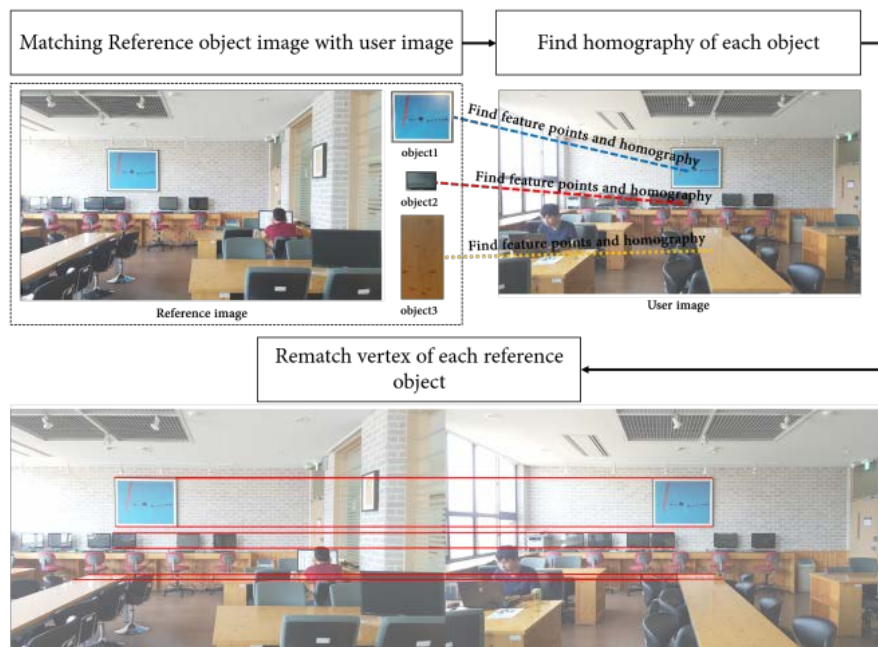 Matching Reference object image with user image
Find homography of each object
object1
object2
object3
Reference image
Find feature points and homography
Find feature points and homography
Find feature points and homography
User image
Rematch vertex of each reference
object